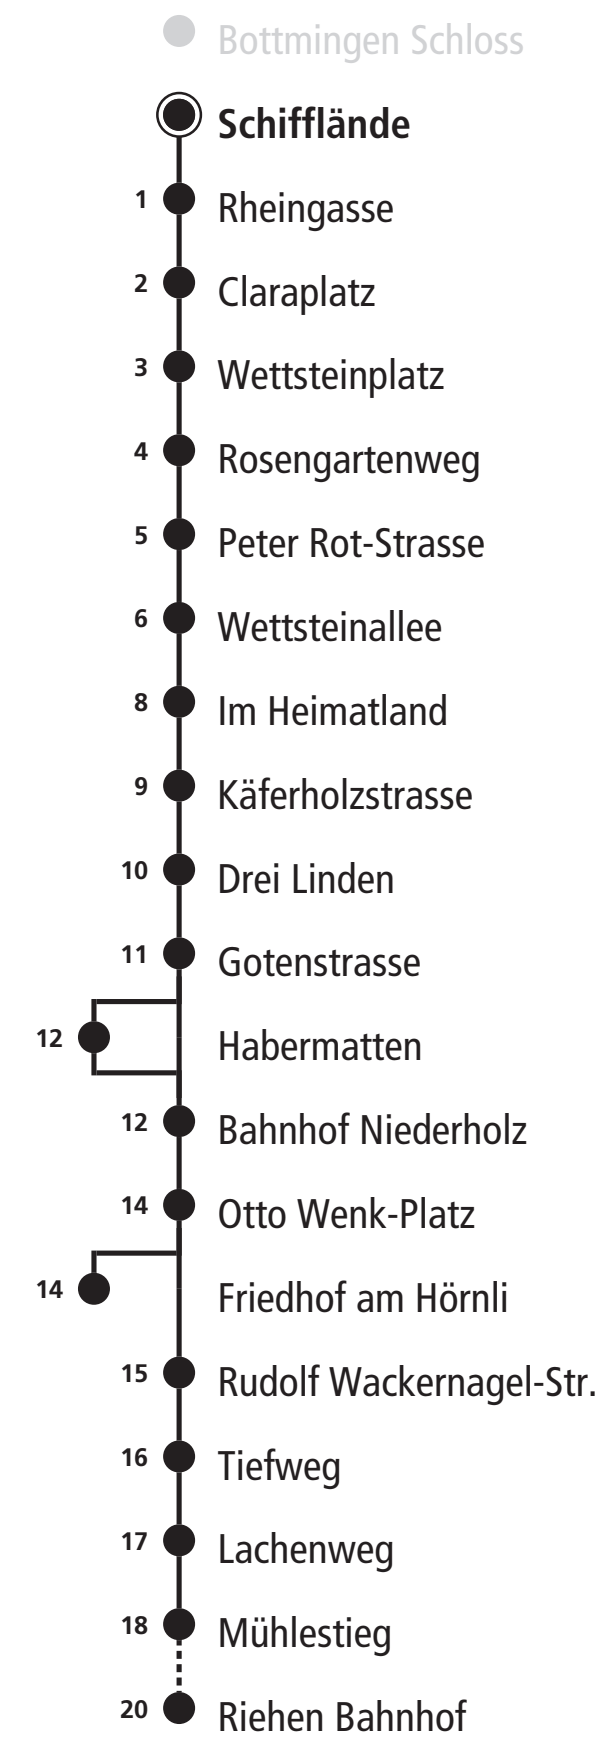 Bottmingen Schloss
Schifflände
1 Rheingasse
2 Claraplatz
3 Wettsteinplatz
4 Rosengartenweg
5 Peter Rot-Strasse
6 Wettsteinallee
8 Im Heimatland
9 Käferholzstrasse
10 Drei Linden
11 Gotenstrasse
12 Habermatten
12 Bahnhof Niederholz
14 Otto Wenk-Platz
14 Friedhof am Hörnli
15 Rudolf Wackernagel-Str.
16 Tiefweg
17 Lachenweg
18 Mühlestieg
20 Riehen Bahnhof